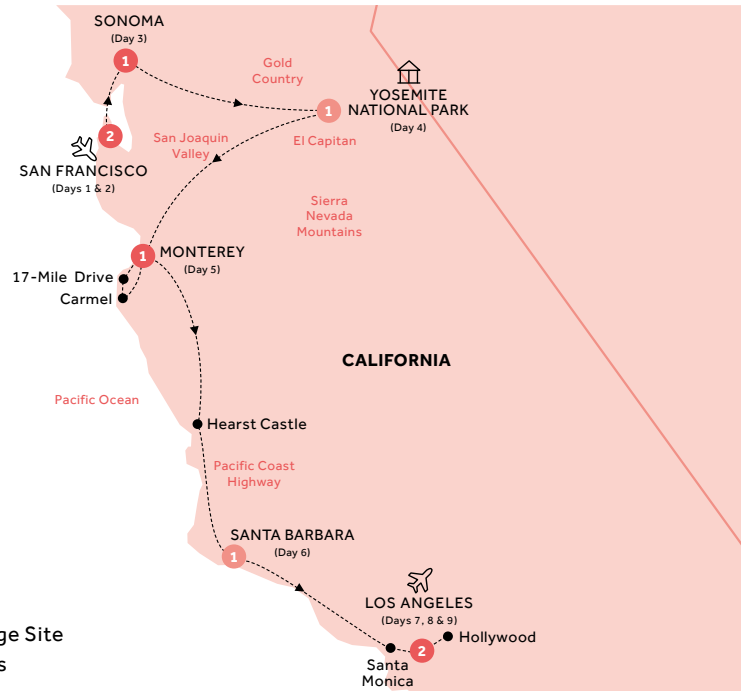 SONOMA
(Day 3)
1
Gold
Country
1
YOSEMITE
NATIONAL PARK
(Day 4)
2
San Joaquin
Valley
El Capitan
SAN FRANCISCO
(Days 1 & 2)
Sierra
Nevada
Mountains
1
MONTEREY
(Day 5)
17-Mile Drive
Carmel
CALIFORNIA
Pacific Ocean
Hearst Castle
Pacific Coast
Highway
SANTA BARBARA
(Day 6)
1
LOS ANGELES
(Days 7, 8 & 9)
ge Site
s
Hollywood
2
Santa
Monica